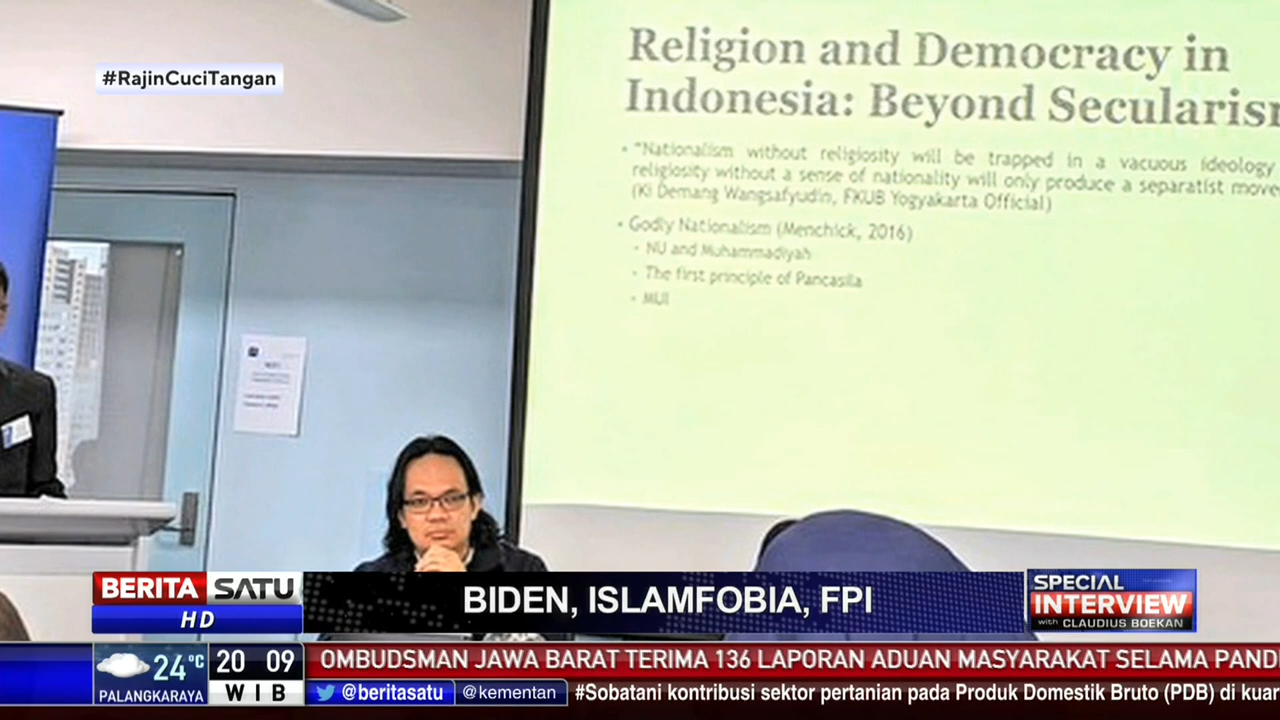 #RajinCuciTangan
Religion and Democracy in
Indonesia: Beyond Secularism
"Nationalism without religiosity will be trapped in a vacuous ideology
religiosity without a sense of nationality will only produce a separatist move
(Ki Demang Wangsafyudin, FKUB Yogyakarta Official)
Godly Nationalism (Menchick, 2016)
NU and Muhammadiyah
The first principle of Pancasila
MUI
BERITA SATU
HD
BIDEN, ISLAMFOBIA, FPI
SPECIAL
INTERVIEW
with CLAUDIUS BOEKAN
24°C
PALANGKARAYA
20 09
WIB
OMBUDSMAN JAWA BARAT TERIMA 136 LAPORAN ADUAN MASYARAKAT SELAMA PANDE
@beritasatu
@kementan
#Sobatani kontribusi sektor pertanian pada Produk Domestik Bruto (PDB) di kuar